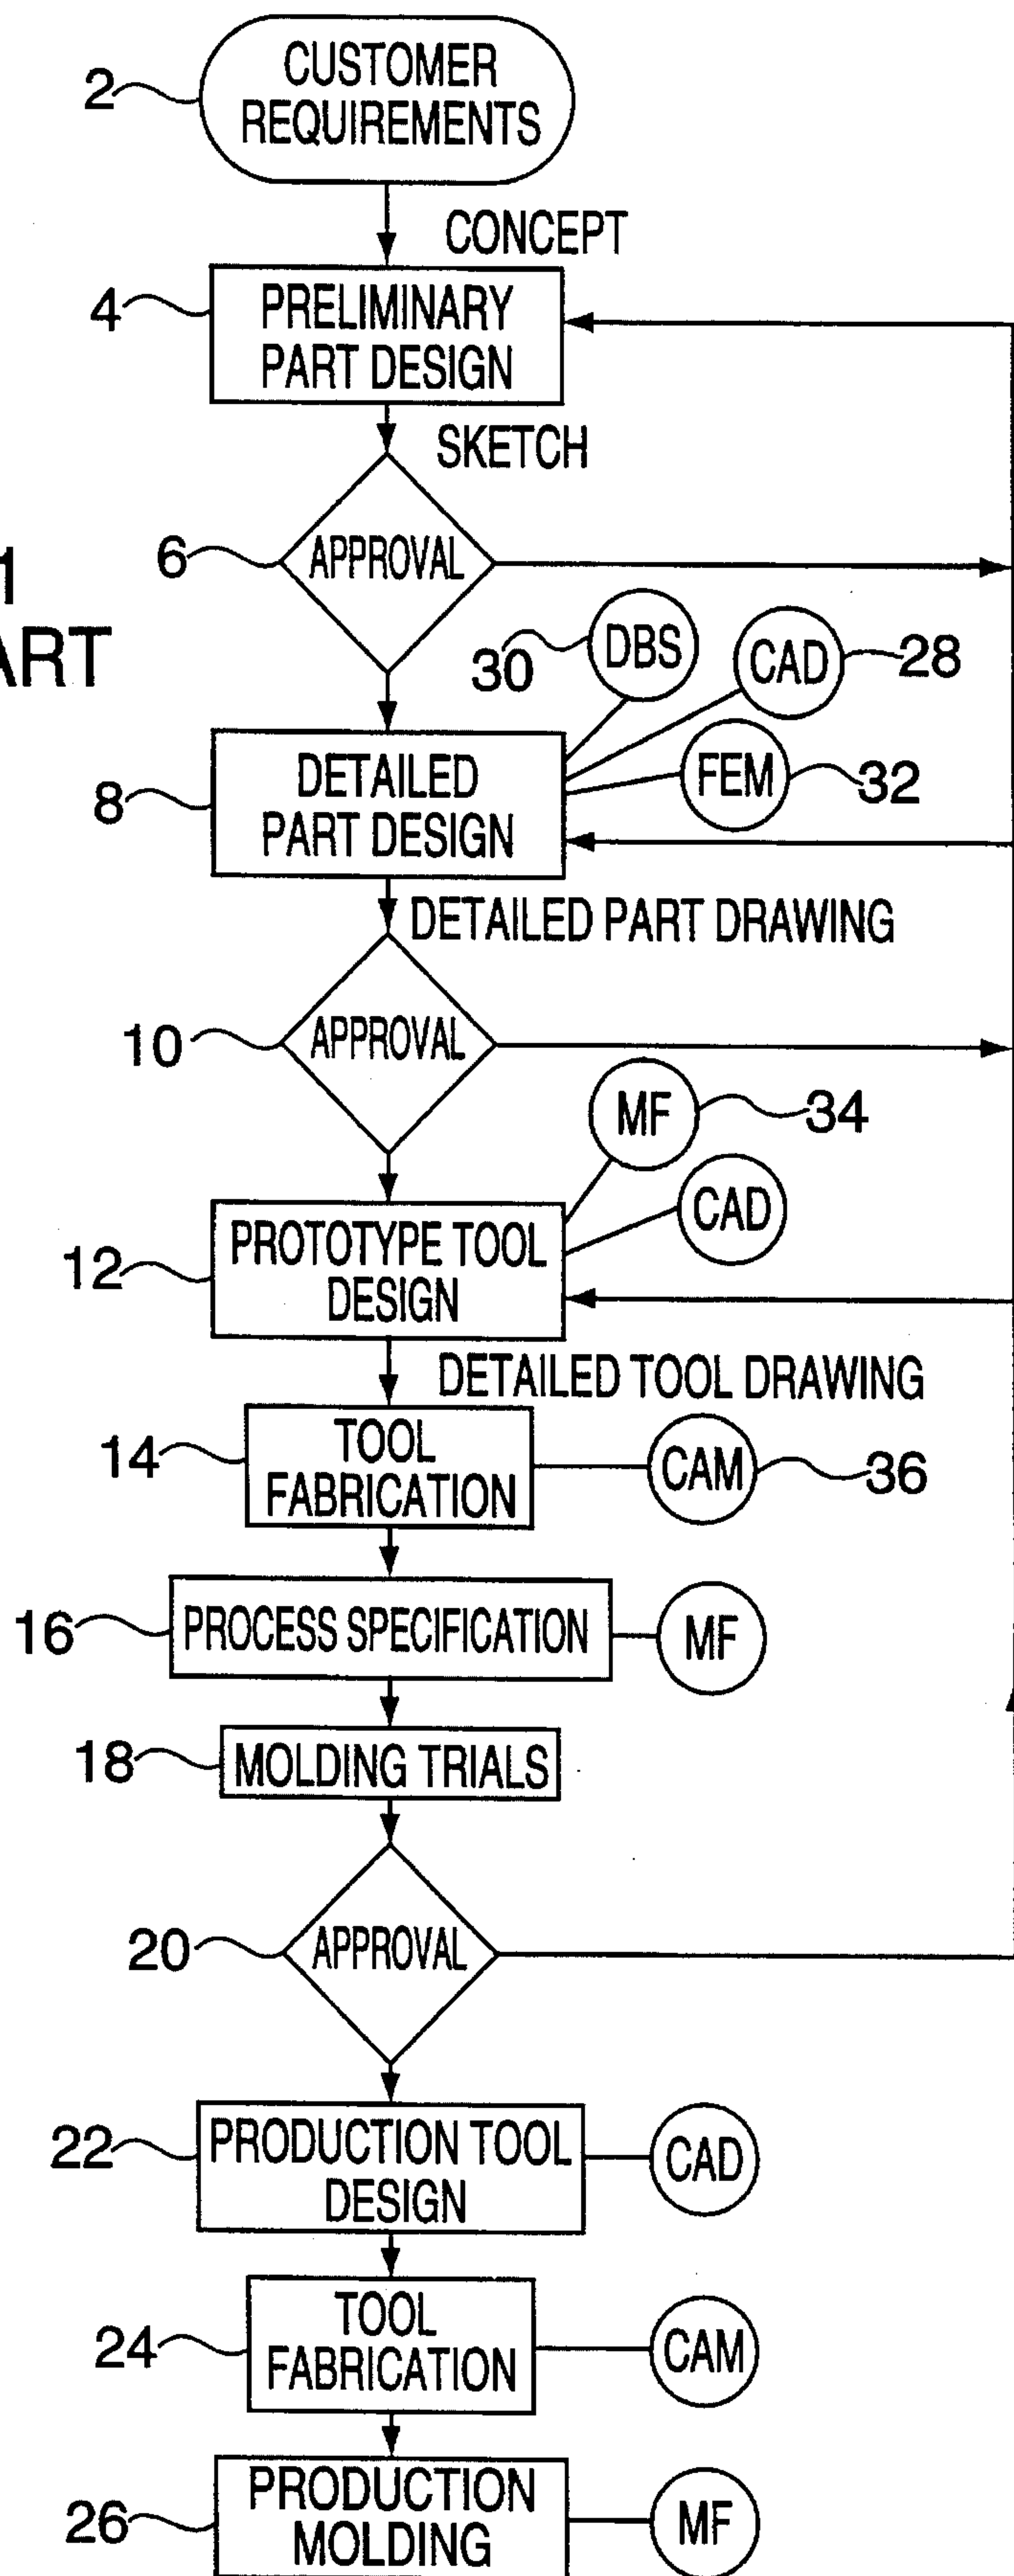 2
CUSTOMER
REQUIREMENTS
CONCEPT
4
PRELIMINARY
PART DESIGN
SKETCH
6
APPROVAL
1
ART
30
DBS
CAD
28
8
DETAILED
PART DESIGN
FEM
32
DETAILED PART DRAWING
10
APPROVAL
MF
34
CAD
12
PROTOTYPE TOOL
DESIGN
DETAILED TOOL DRAWING
14
TOOL
FABRICATION
CAM
36
16
PROCESS SPECIFICATION
MF
18
MOLDING TRIALS
20
APPROVAL
22
PRODUCTION TOOL
DESIGN
CAD
24
TOOL
FABRICATION
CAM
26
PRODUCTION
MOLDING
MF